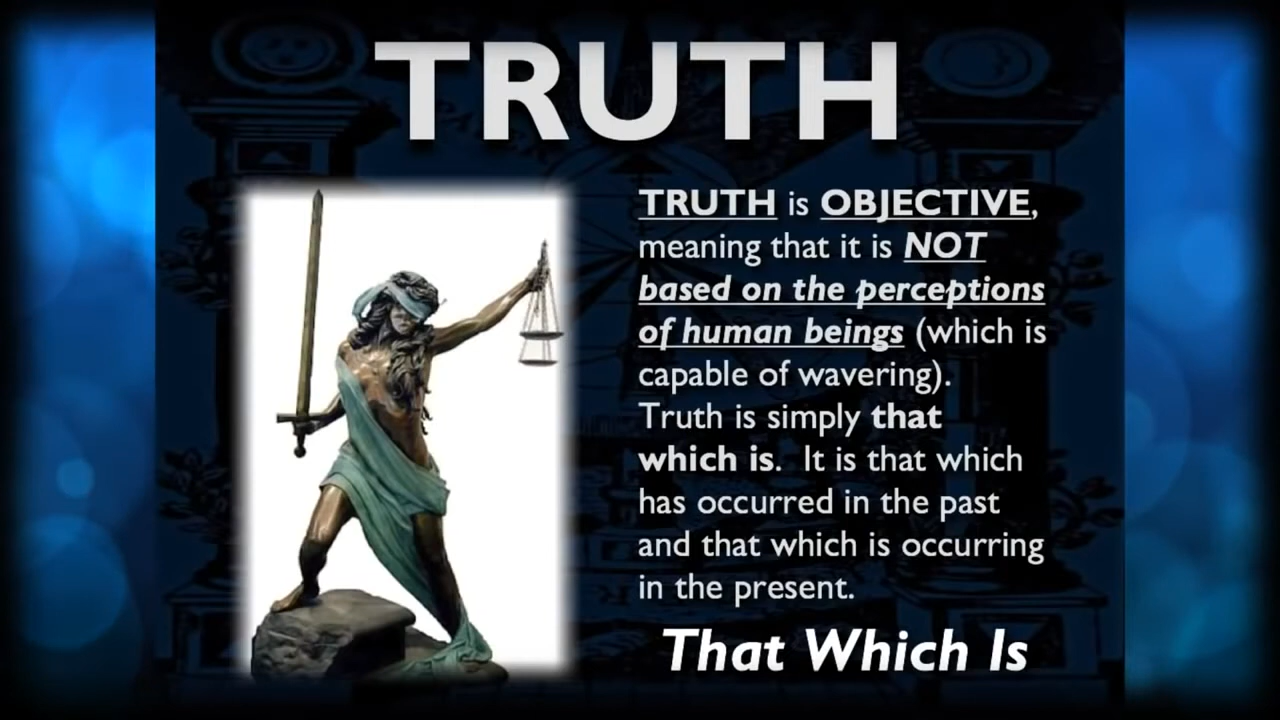 TRUTH
TRUTH is OBJECTIVE,
meaning that it is NOT
based on the perceptions
of human beings (which is
capable of wavering).
Truth is simply that
which is. It is that which
has occurred in the past
and that which is occurring
in the present.
That Which Is